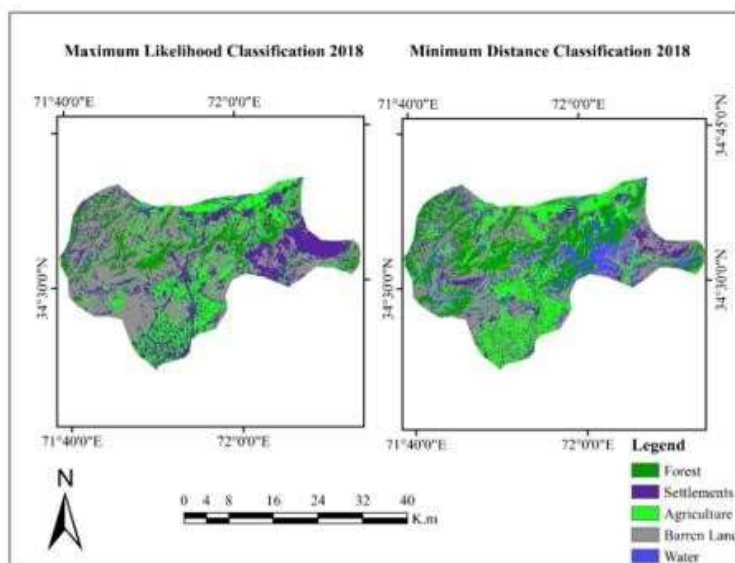 Maximum Likelihood Classification 2018
Minimum Distance Classification 2018
71°40'0"E
72°0'0"E
71°40'0"E
72°0'0"E
34°45'0"N
34°30'0"N
34°30'0"N
34°30'0"N
71°40'0"E
72°0'0"E
71°40'0"E
72°0'0"E
Legend
Forest
Settlements
Agriculture
Barren Land
Water
N
0 4 8 16 24 32 40
K.m